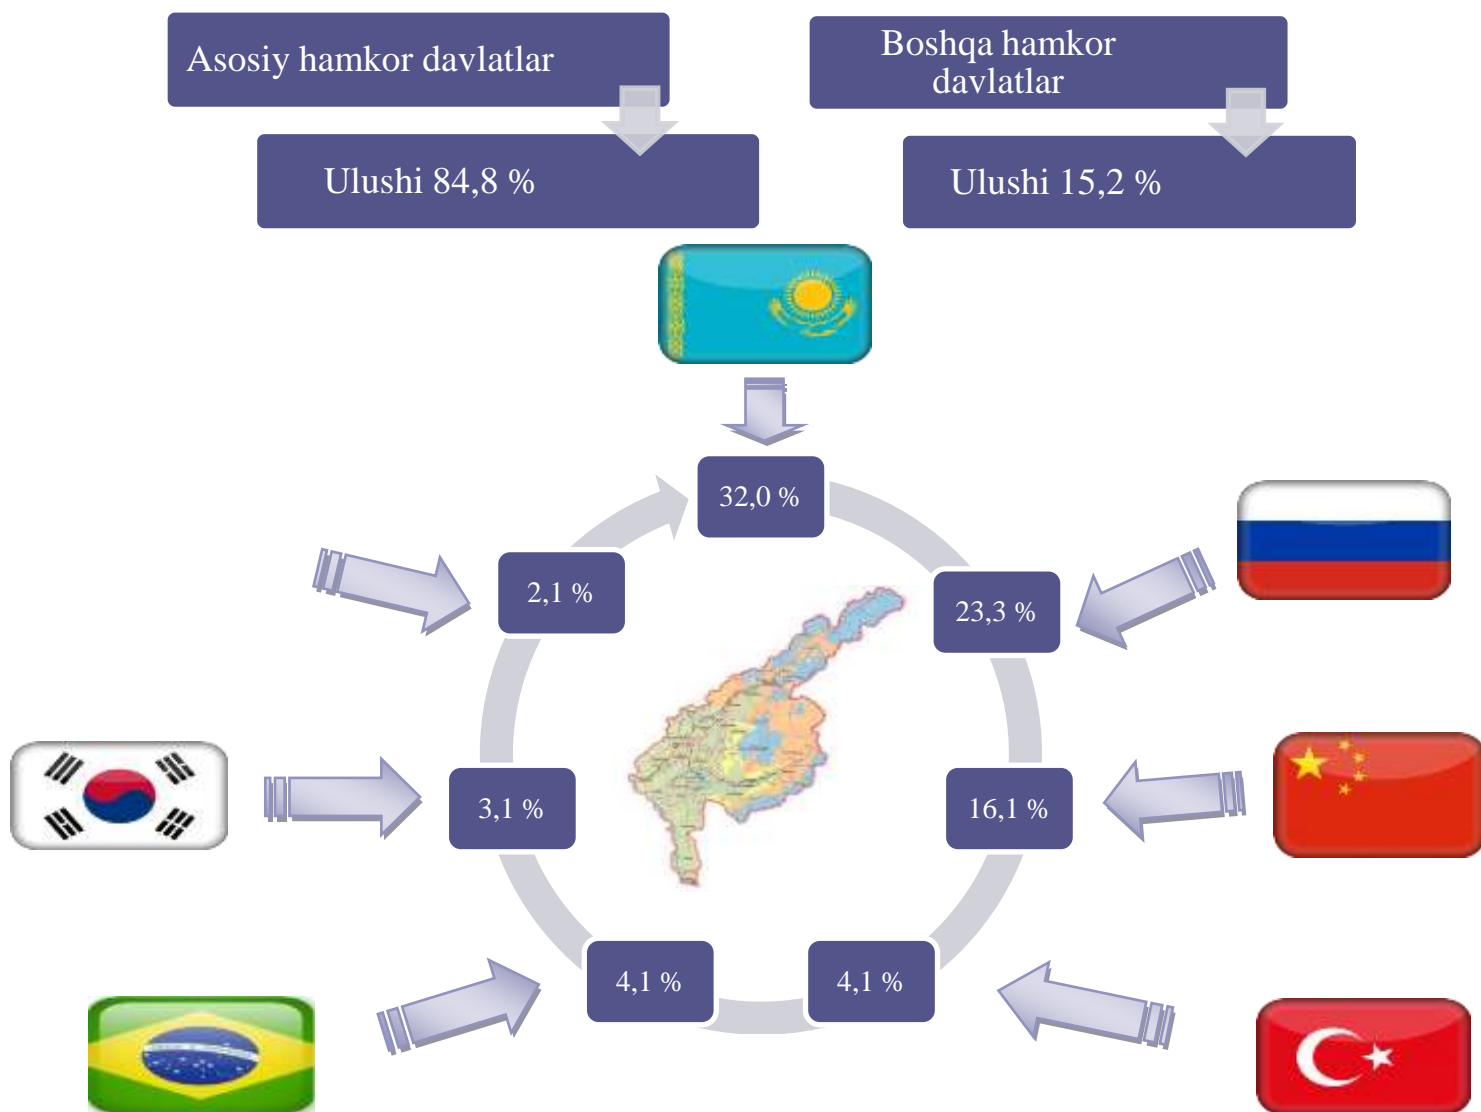 Asosiy hamkor davlatlar
Boshqa hamkor
davlatlar
Ulushi 84,8 %
Ulushi 15,2 %
32,0 %
2,1 %
23,3 %
3,1 %
16,1 %
4,1 %
4,1 %